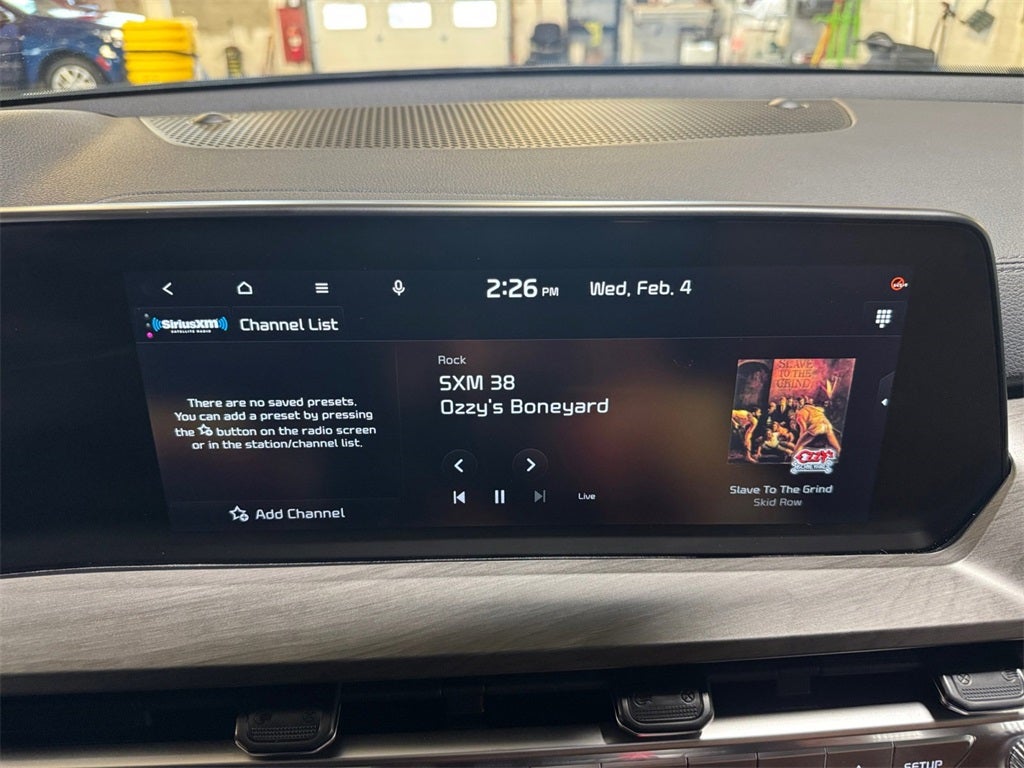 2:26 PM Wed, Feb. 4
SiriusXM
SATELLITE RADIO
Channel List
There are no saved presets.
You can add a preset by pressing
the button on the radio screen
or in the station/channel list.
Add Channel
Rock
SXM 38
Ozzy's Boneyard
Live
SLAVE
TO THE
GRIND
OZZY'S
BONEYARD
Slave To The Grind
Skid Row
SETUP